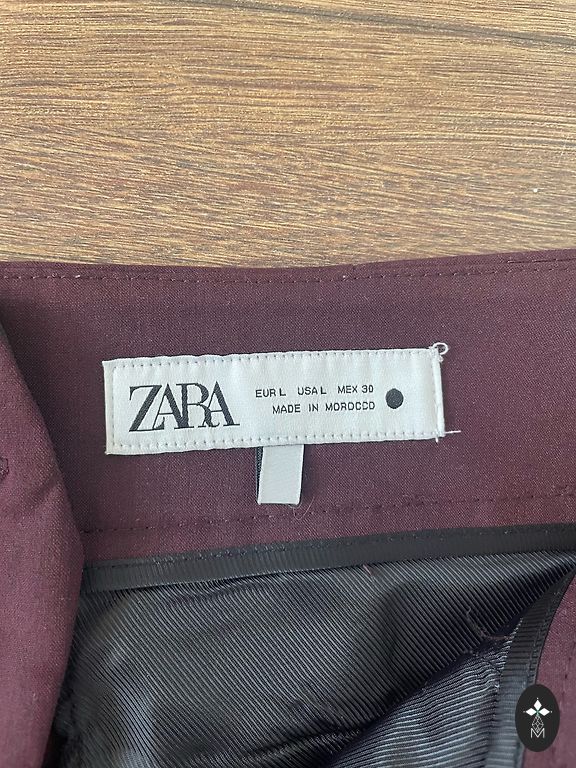 ZARA
EUR L USA L MEX 30
MADE IN MOROCCO